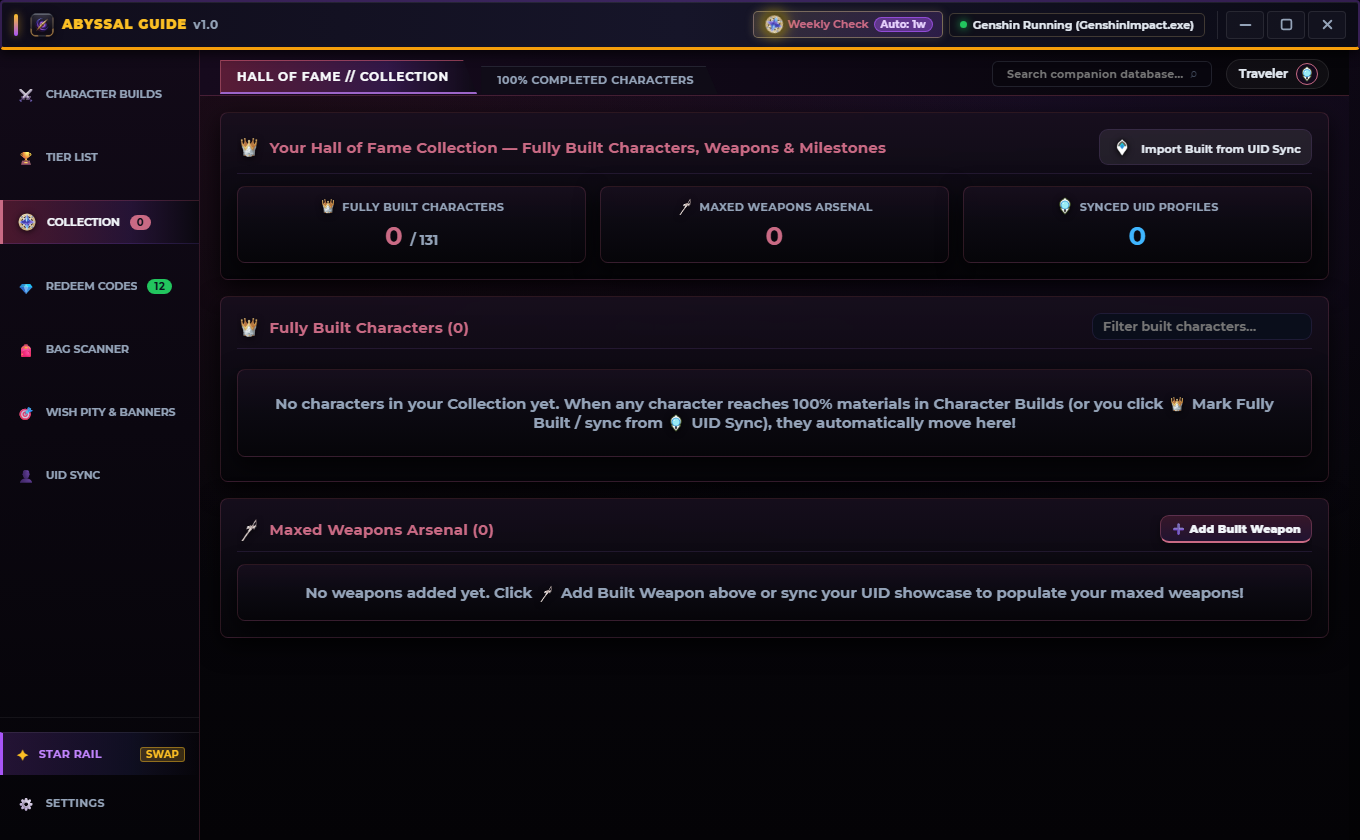 ABYSSAL GUIDE v1.0
Weekly Check Auto: 1w
Genshin Running (GenshinImpact.exe)
CHARACTER BUILDS
TIER LIST
COLLECTION 0
REDEEM CODES 12
BAG SCANNER
WISH PITY & BANNERS
UID SYNC
STAR RAIL SWAP
SETTINGS
HALL OF FAME // COLLECTION
100% COMPLETED CHARACTERS
Search companion database...
Traveler
Your Hall of Fame Collection — Fully Built Characters, Weapons & Milestones
Import Built from UID Sync
FULLY BUILT CHARACTERS
0 / 131
MAXED WEAPONS ARSENAL
0
SYNCED UID PROFILES
0
Fully Built Characters (0)
Filter built characters...
No characters in your Collection yet. When any character reaches 100% materials in Character Builds (or you click Mark Fully
Built / sync from UID Sync), they automatically move here!
Maxed Weapons Arsenal (0)
Add Built Weapon
No weapons added yet. Click Add Built Weapon above or sync your UID showcase to populate your maxed weapons!